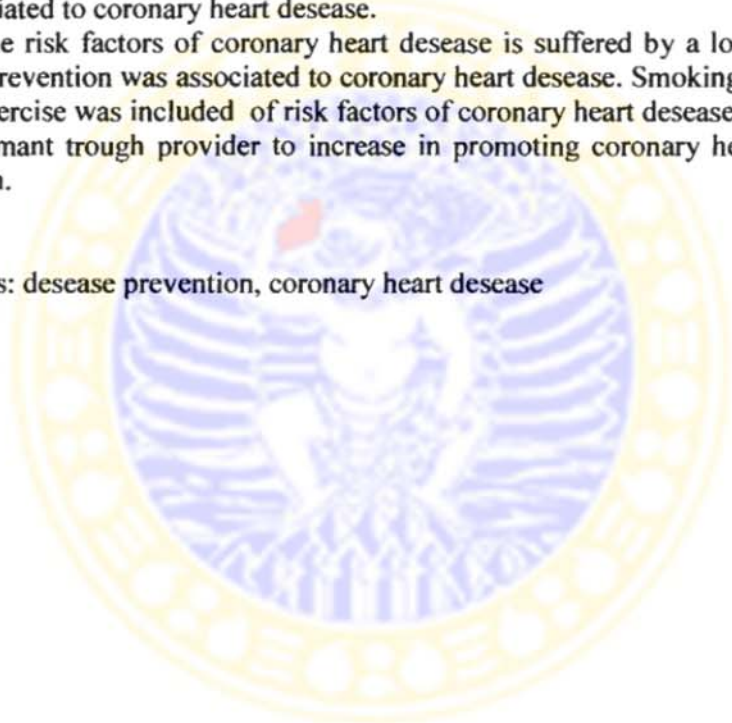 iated to coronary heart desease.
e risk factors of coronary heart desease is suffered by a lo
revention was associated to coronary heart desease. Smoking
ercise was included of risk factors of coronary heart desease
mant trough provider to increase in promoting coronary he
.
s: desease prevention, coronary heart desease